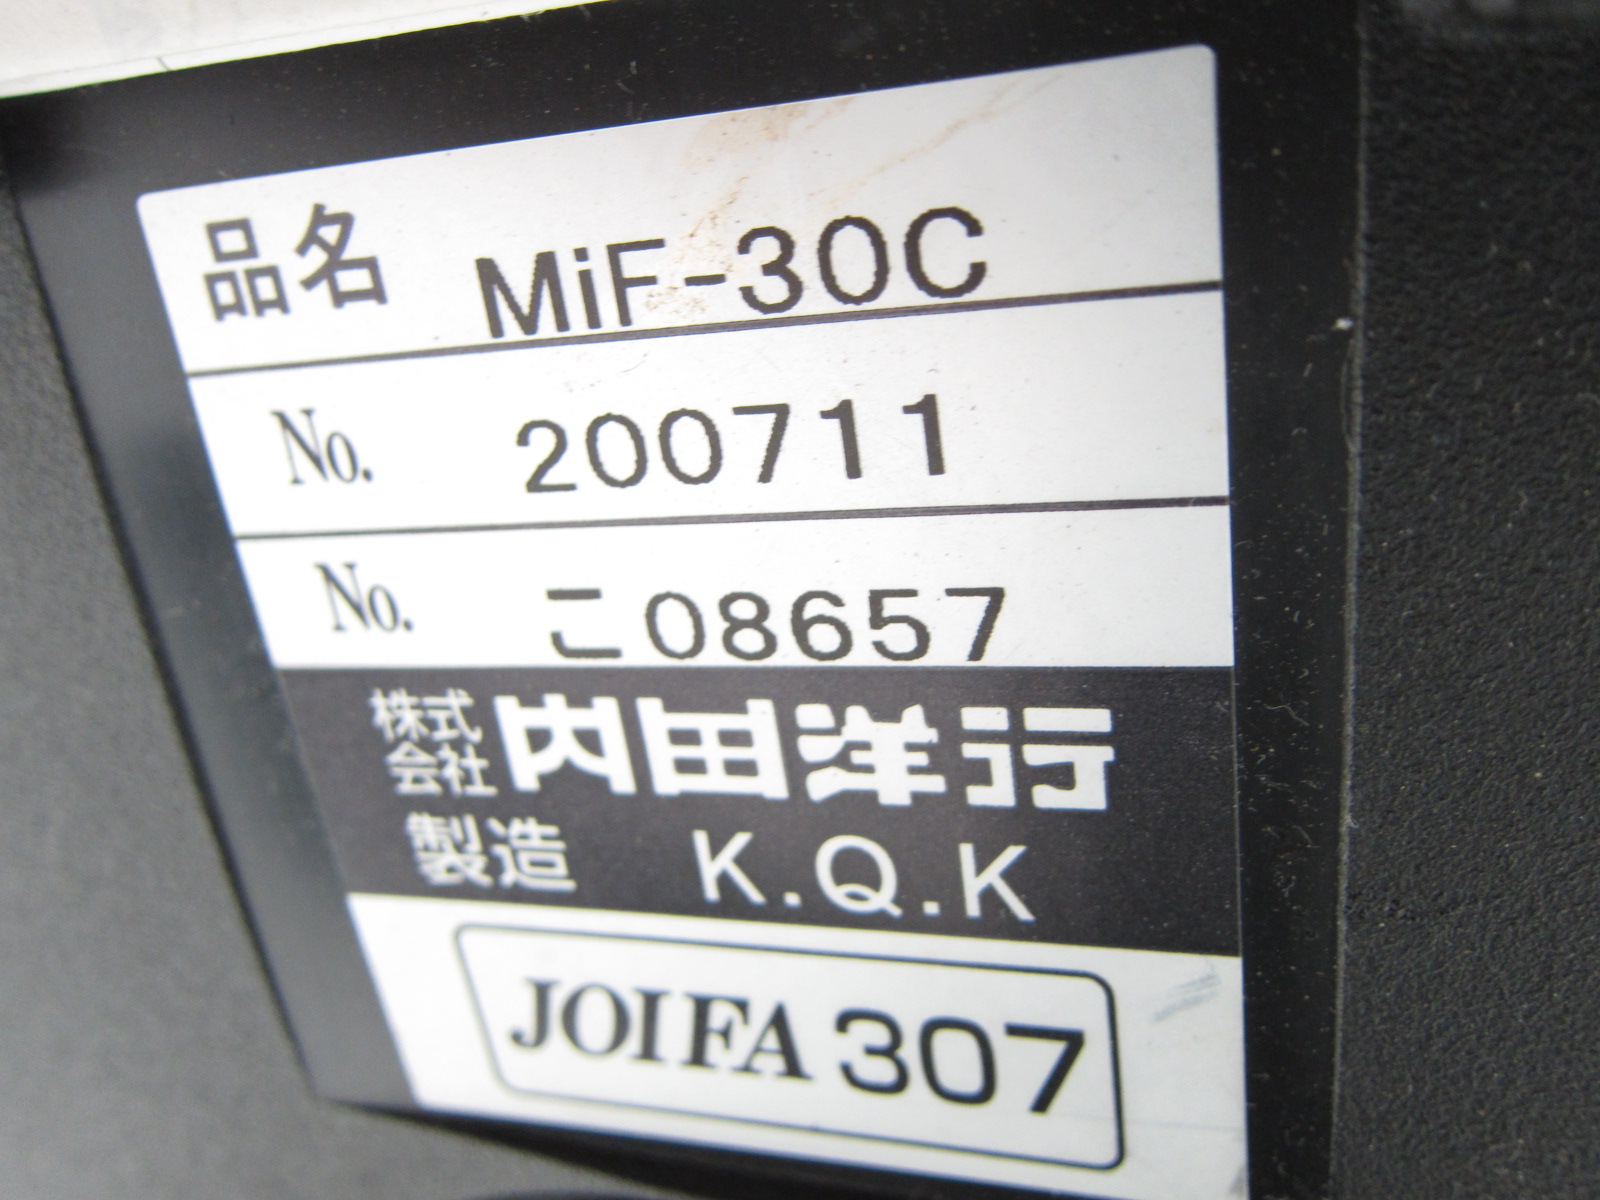 品名 MiF-30C
No. 200711
No. こ08657
株式会社 内田洋行
製造 K.Q.K
JOIFA 307